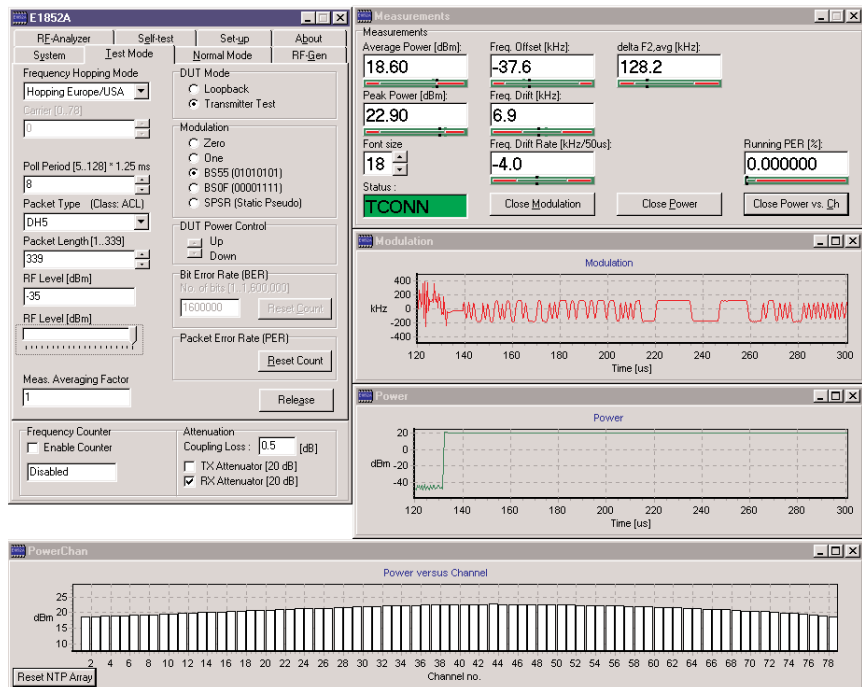 E1852A
RF-Analyzer
Self-test
Set-up
About
System
Test Mode
Normal Mode
RF-Gen
Frequency Hopping Mode
Hopping Europe/USA
Carrier [0..78]
0
Poll Period [5..128] * 1.25 ms
8
Packet Type (Class: ACL)
DH5
Packet Length [1..339]
339
RF Level [dBm]
-35
RF Level [dBm]
Meas. Averaging Factor
1
DUT Mode
Loopback
Transmitter Test
Modulation
Zero
One
BS55 (01010101)
BS0F (00001111)
SPSR (Static Pseudo)
DUT Power Control
Up
Down
Bit Error Rate (BER)
No. of bits [1..1,600,000]
1600000
Reset Count
Packet Error Rate (PER)
Reset Count
Release
Frequency Counter
Enable Counter
Disabled
Attenuation
Coupling Loss : 0.5 [dB]
TX Attenuator [20 dB]
RX Attenuator [20 dB]
Measurements
Measurements
Average Power [dBm]:
18.60
Freq. Offset [kHz]:
-37.6
delta F2,avg [kHz]:
128.2
Peak Power [dBm]:
22.90
Freq. Drift [kHz]:
6.9
Font size
18
Freq. Drift Rate [kHz/50us]:
-4.0
Running PER [%]:
0.000000
Status :
TCONN
Close Modulation
Close Power
Close Power vs. Ch
Modulation
Modulation
400
200
0
-200
-400
kHz
120 140 160 180 200 220 240 260 280 300
Time [us]
Power
Power
20
0
-20
-40
dBm
120 140 160 180 200 220 240 260 280 300
Time [us]
PowerChan
Power versus Channel
25
20
15
10
dBm
2 4 6 8 10 12 14 16 18 20 22 24 26 28 30 32 34 36 38 40 42 44 46 48 50 52 54 56 58 60 62 64 66 68 70 72 74 76 78
Channel no.
Reset NTP Array